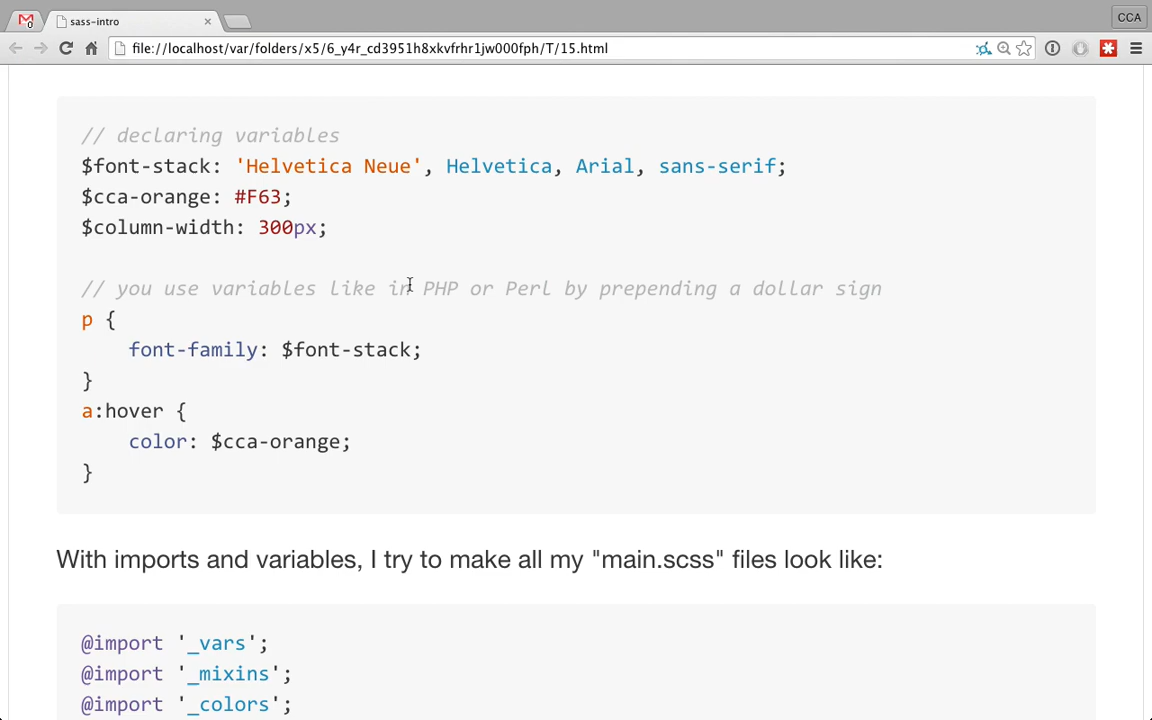 0
sass-intro
CCA
file://localhost/var/folders/x5/6_y4r_cd3951h8xkvfrhr1jw000fph/T/15.html
// declaring variables
$font-stack: 'Helvetica Neue', Helvetica, Arial, sans-serif;
$cca-orange: #F63;
$column-width: 300px;
// you use variables like in PHP or Perl by prepending a dollar sign
p {
font-family: $font-stack;
}
a:hover {
color: $cca-orange;
}
With imports and variables, I try to make all my "main.scss" files look like:
@import '_vars';
@import '_mixins';
@import '_colors';